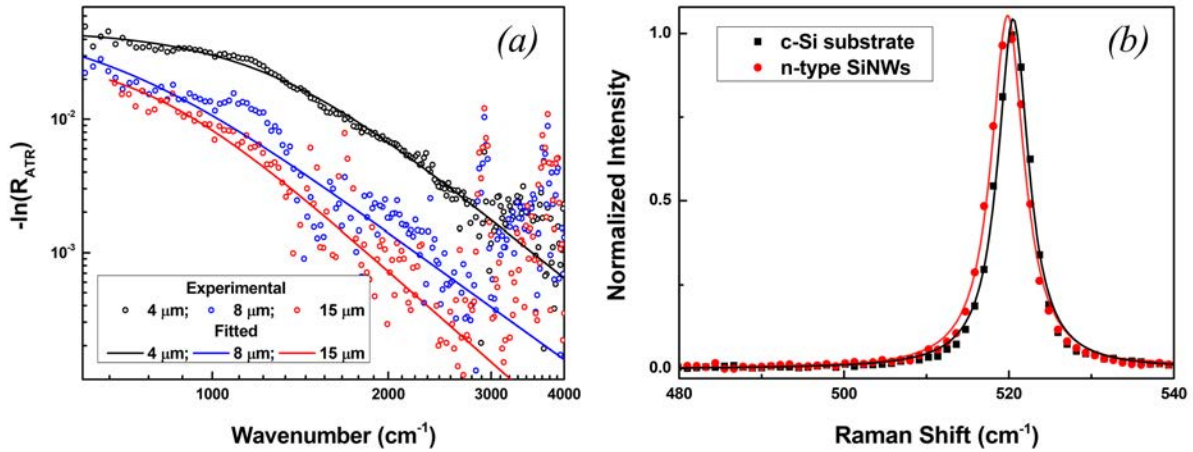 (a)
-ln(R_ATR)
10^-2
10^-3
Experimental
4 μm; 8 μm; 15 μm
Fitted
4 μm; 8 μm; 15 μm
1000 2000 3000 4000
Wavenumber (cm^-1)
(b)
c-Si substrate
n-type SiNWs
Normalized Intensity
1.0
0.5
0.0
480 500 520 540
Raman Shift (cm^-1)